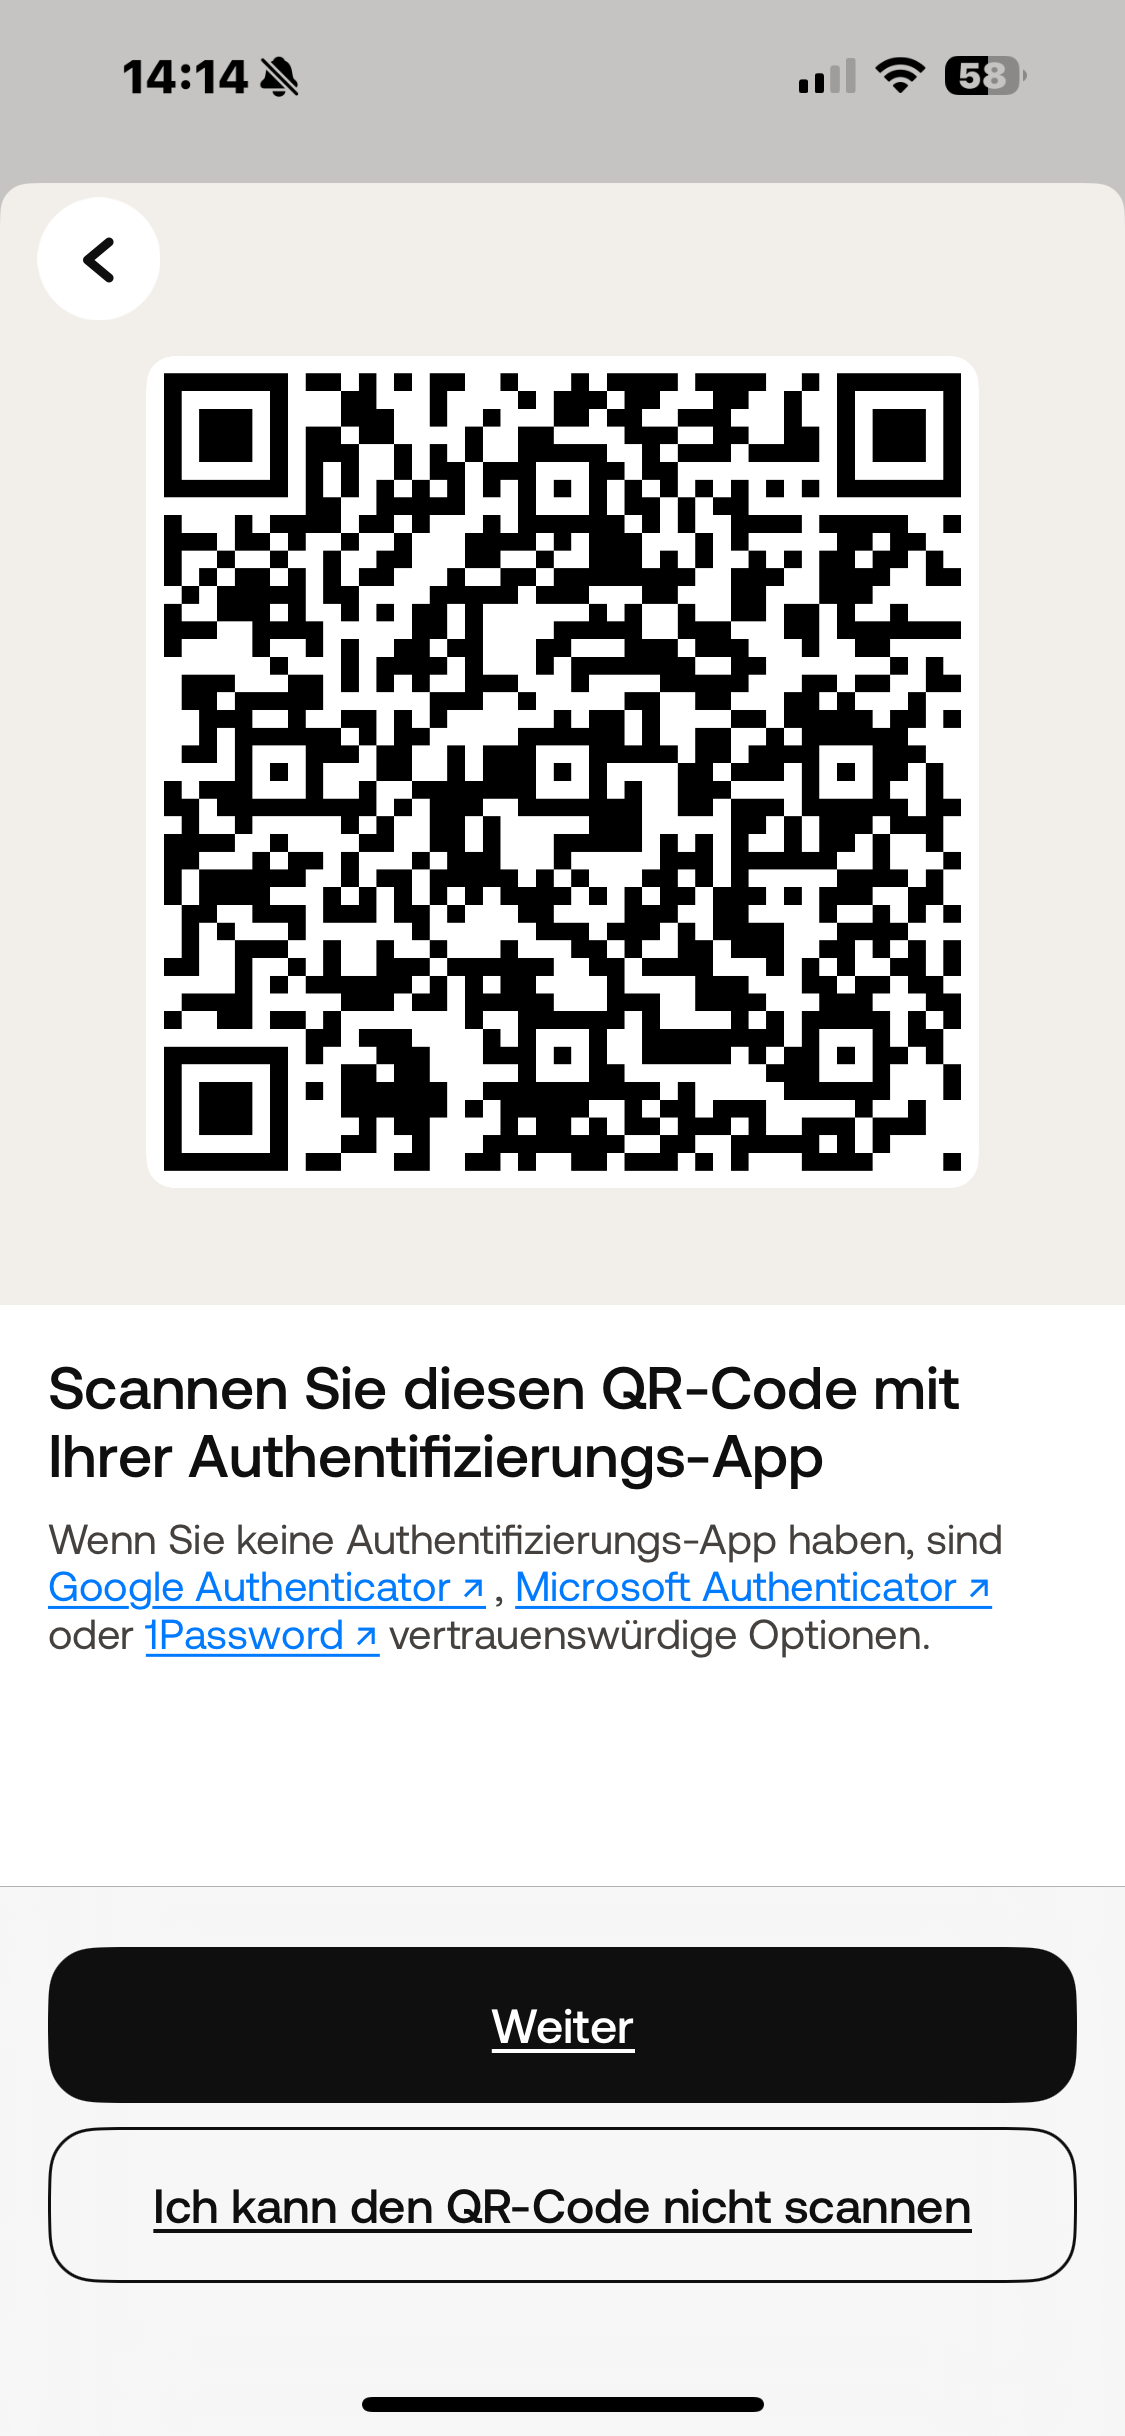 14:14
58
Scannen Sie diesen QR-Code mit
Ihrer Authentifizierungs-App
Wenn Sie keine Authentifizierungs-App haben, sind
Google Authenticator ↗ , Microsoft Authenticator ↗
oder 1Password ↗ vertrauenswürdige Optionen.
Weiter
Ich kann den QR-Code nicht scannen